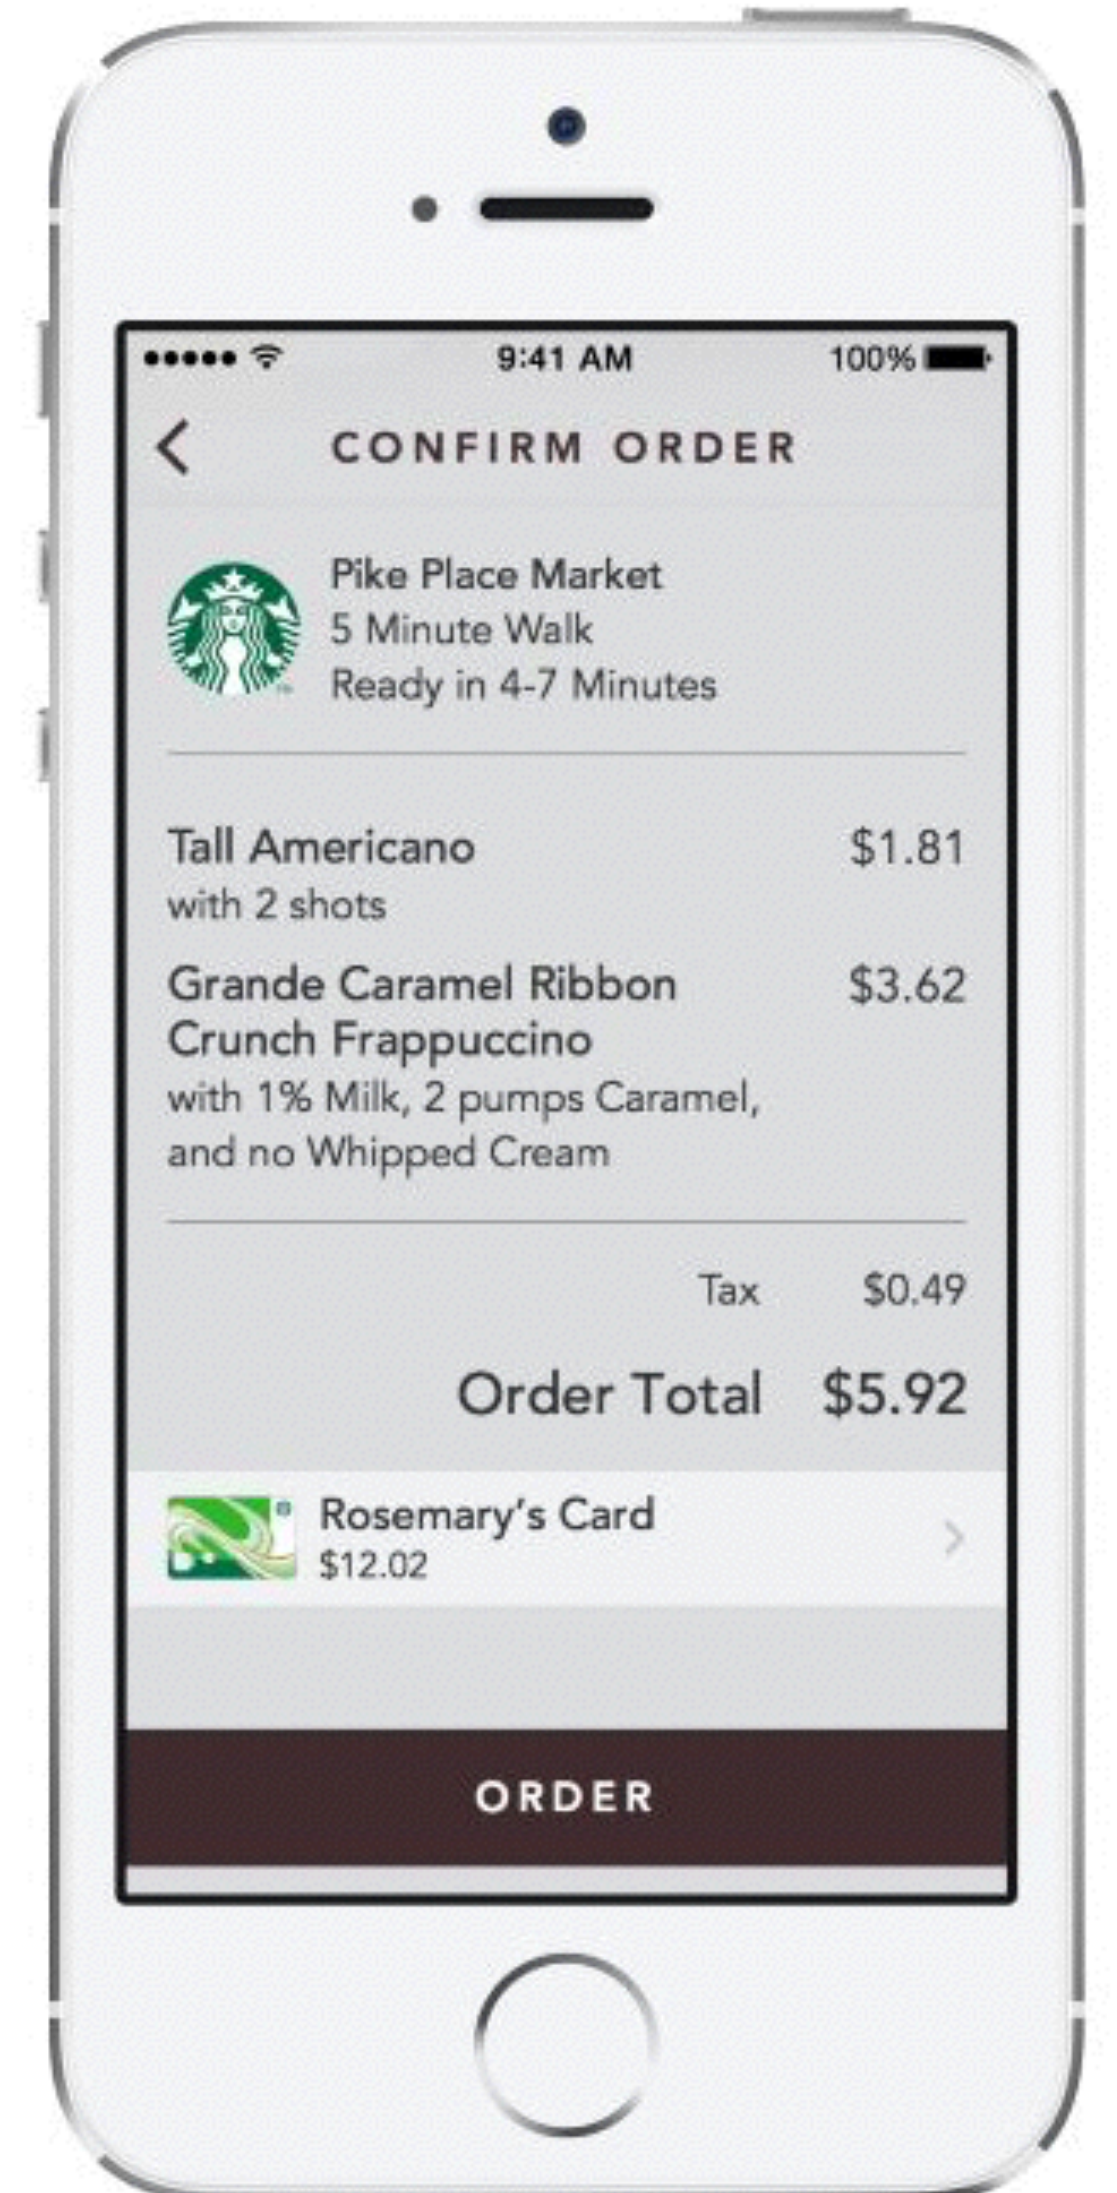 9:41 AM 100%
CONFIRM ORDER
Pike Place Market
5 Minute Walk
Ready in 4-7 Minutes
Tall Americano $1.81
with 2 shots
Grande Caramel Ribbon $3.62
Crunch Frappuccino
with 1% Milk, 2 pumps Caramel,
and no Whipped Cream
Tax $0.49
Order Total $5.92
Rosemary's Card
$12.02
ORDER